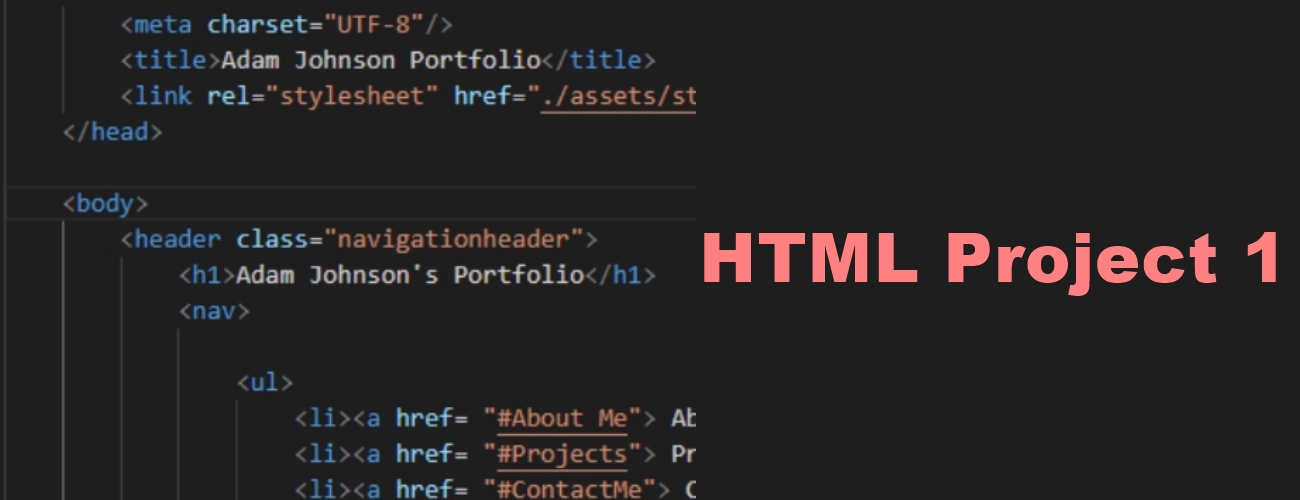 <meta charset="UTF-8"/>
<title>Adam Johnson Portfolio</title>
<link rel="stylesheet" href="./assets/st
</head>
<body>
<header class="navigationheader">
<h1>Adam Johnson's Portfolio</h1>
<nav>
<ul>
<li><a href= "#About Me"> Ab
<li><a href= "#Projects"> Pr
<li><a href= "#ContactMe"> C
HTML Project 1